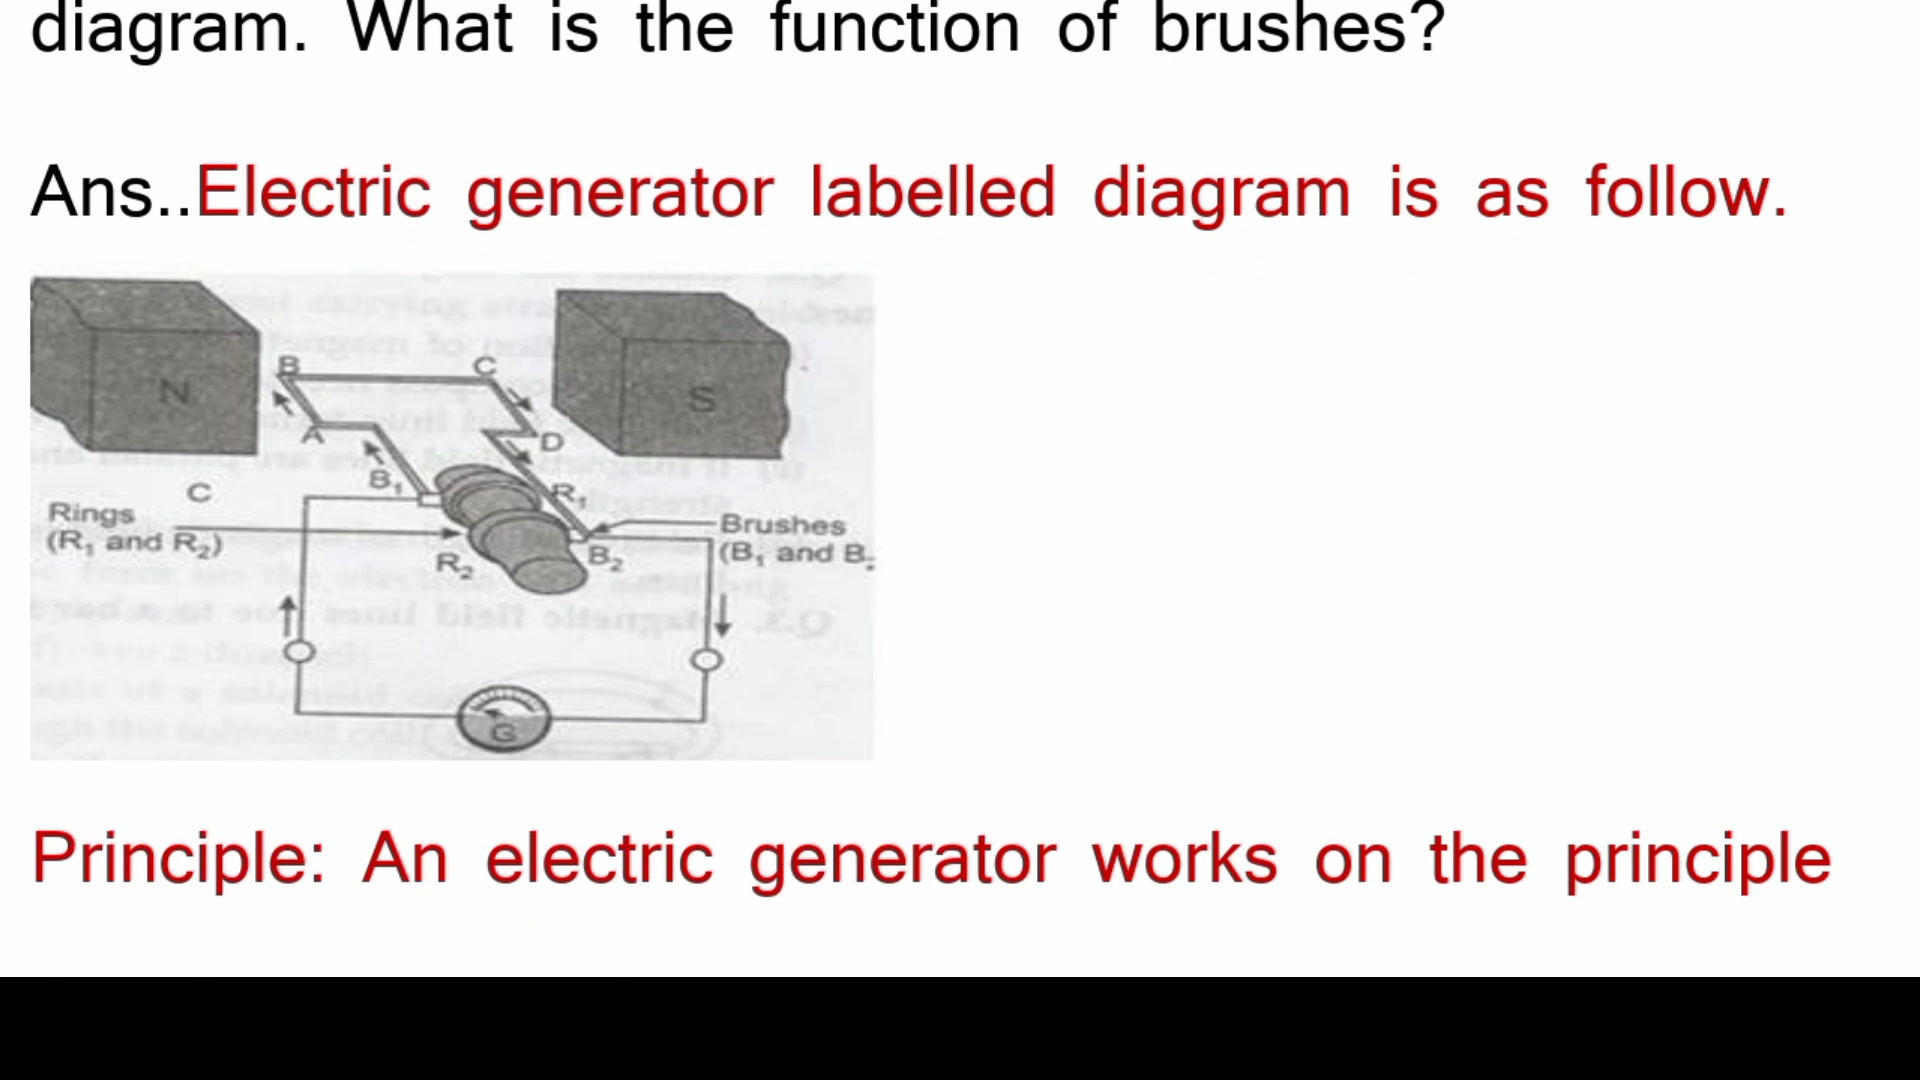 diagram. What is the function of brushes?
Ans..Electric generator labelled diagram is as follow.
N
S
B
C
A
D
B₁
R₁
C
Rings
(R₁ and R₂)
Brushes
(B₁ and B
R₂
B₂
G
Principle: An electric generator works on the principle